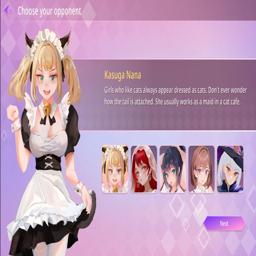 Choose your opponent.
Kasuga Nana
Girls who like cats always appear dressed as cats. Don't ever wonder
how the tail is attached. She usually works as a maid in a cat cafe.
Next